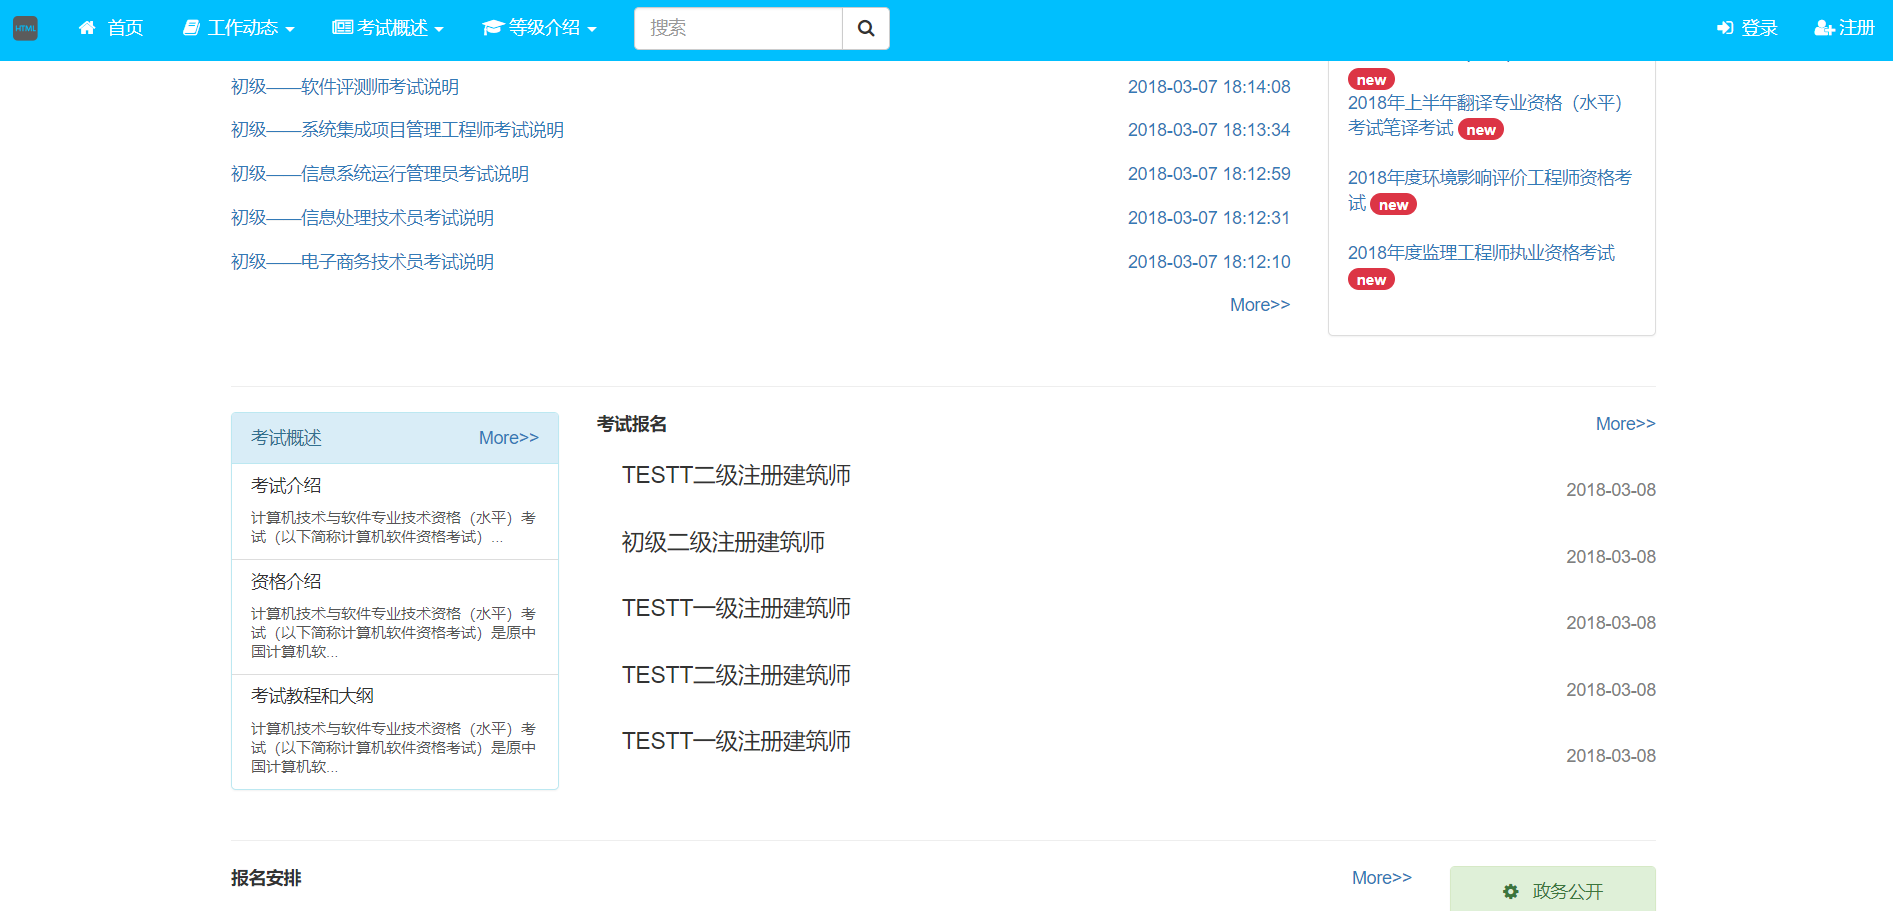 HTML 首页 工作动态 考试概述 等级介绍 搜索 登录 注册
初级——软件评测师考试说明 2018-03-07 18:14:08
初级——系统集成项目管理工程师考试说明 2018-03-07 18:13:34
初级——信息系统运行管理员考试说明 2018-03-07 18:12:59
初级——信息处理技术员考试说明 2018-03-07 18:12:31
初级——电子商务技术员考试说明 2018-03-07 18:12:10
More>>
new
2018年上半年翻译专业资格（水平）
考试笔译考试 new
2018年度环境影响评价工程师资格考
试 new
2018年度监理工程师执业资格考试
new
考试概述 More>>
考试介绍
计算机技术与软件专业技术资格（水平）考
试（以下简称计算机软件资格考试）...
资格介绍
计算机技术与软件专业技术资格（水平）考
试（以下简称计算机软件资格考试）是原中
国计算机软...
考试教程和大纲
计算机技术与软件专业技术资格（水平）考
试（以下简称计算机软件资格考试）是原中
国计算机软...
考试报名 More>>
TESTT二级注册建筑师 2018-03-08
初级二级注册建筑师 2018-03-08
TESTT一级注册建筑师 2018-03-08
TESTT二级注册建筑师 2018-03-08
TESTT一级注册建筑师 2018-03-08
报名安排 More>>
政务公开